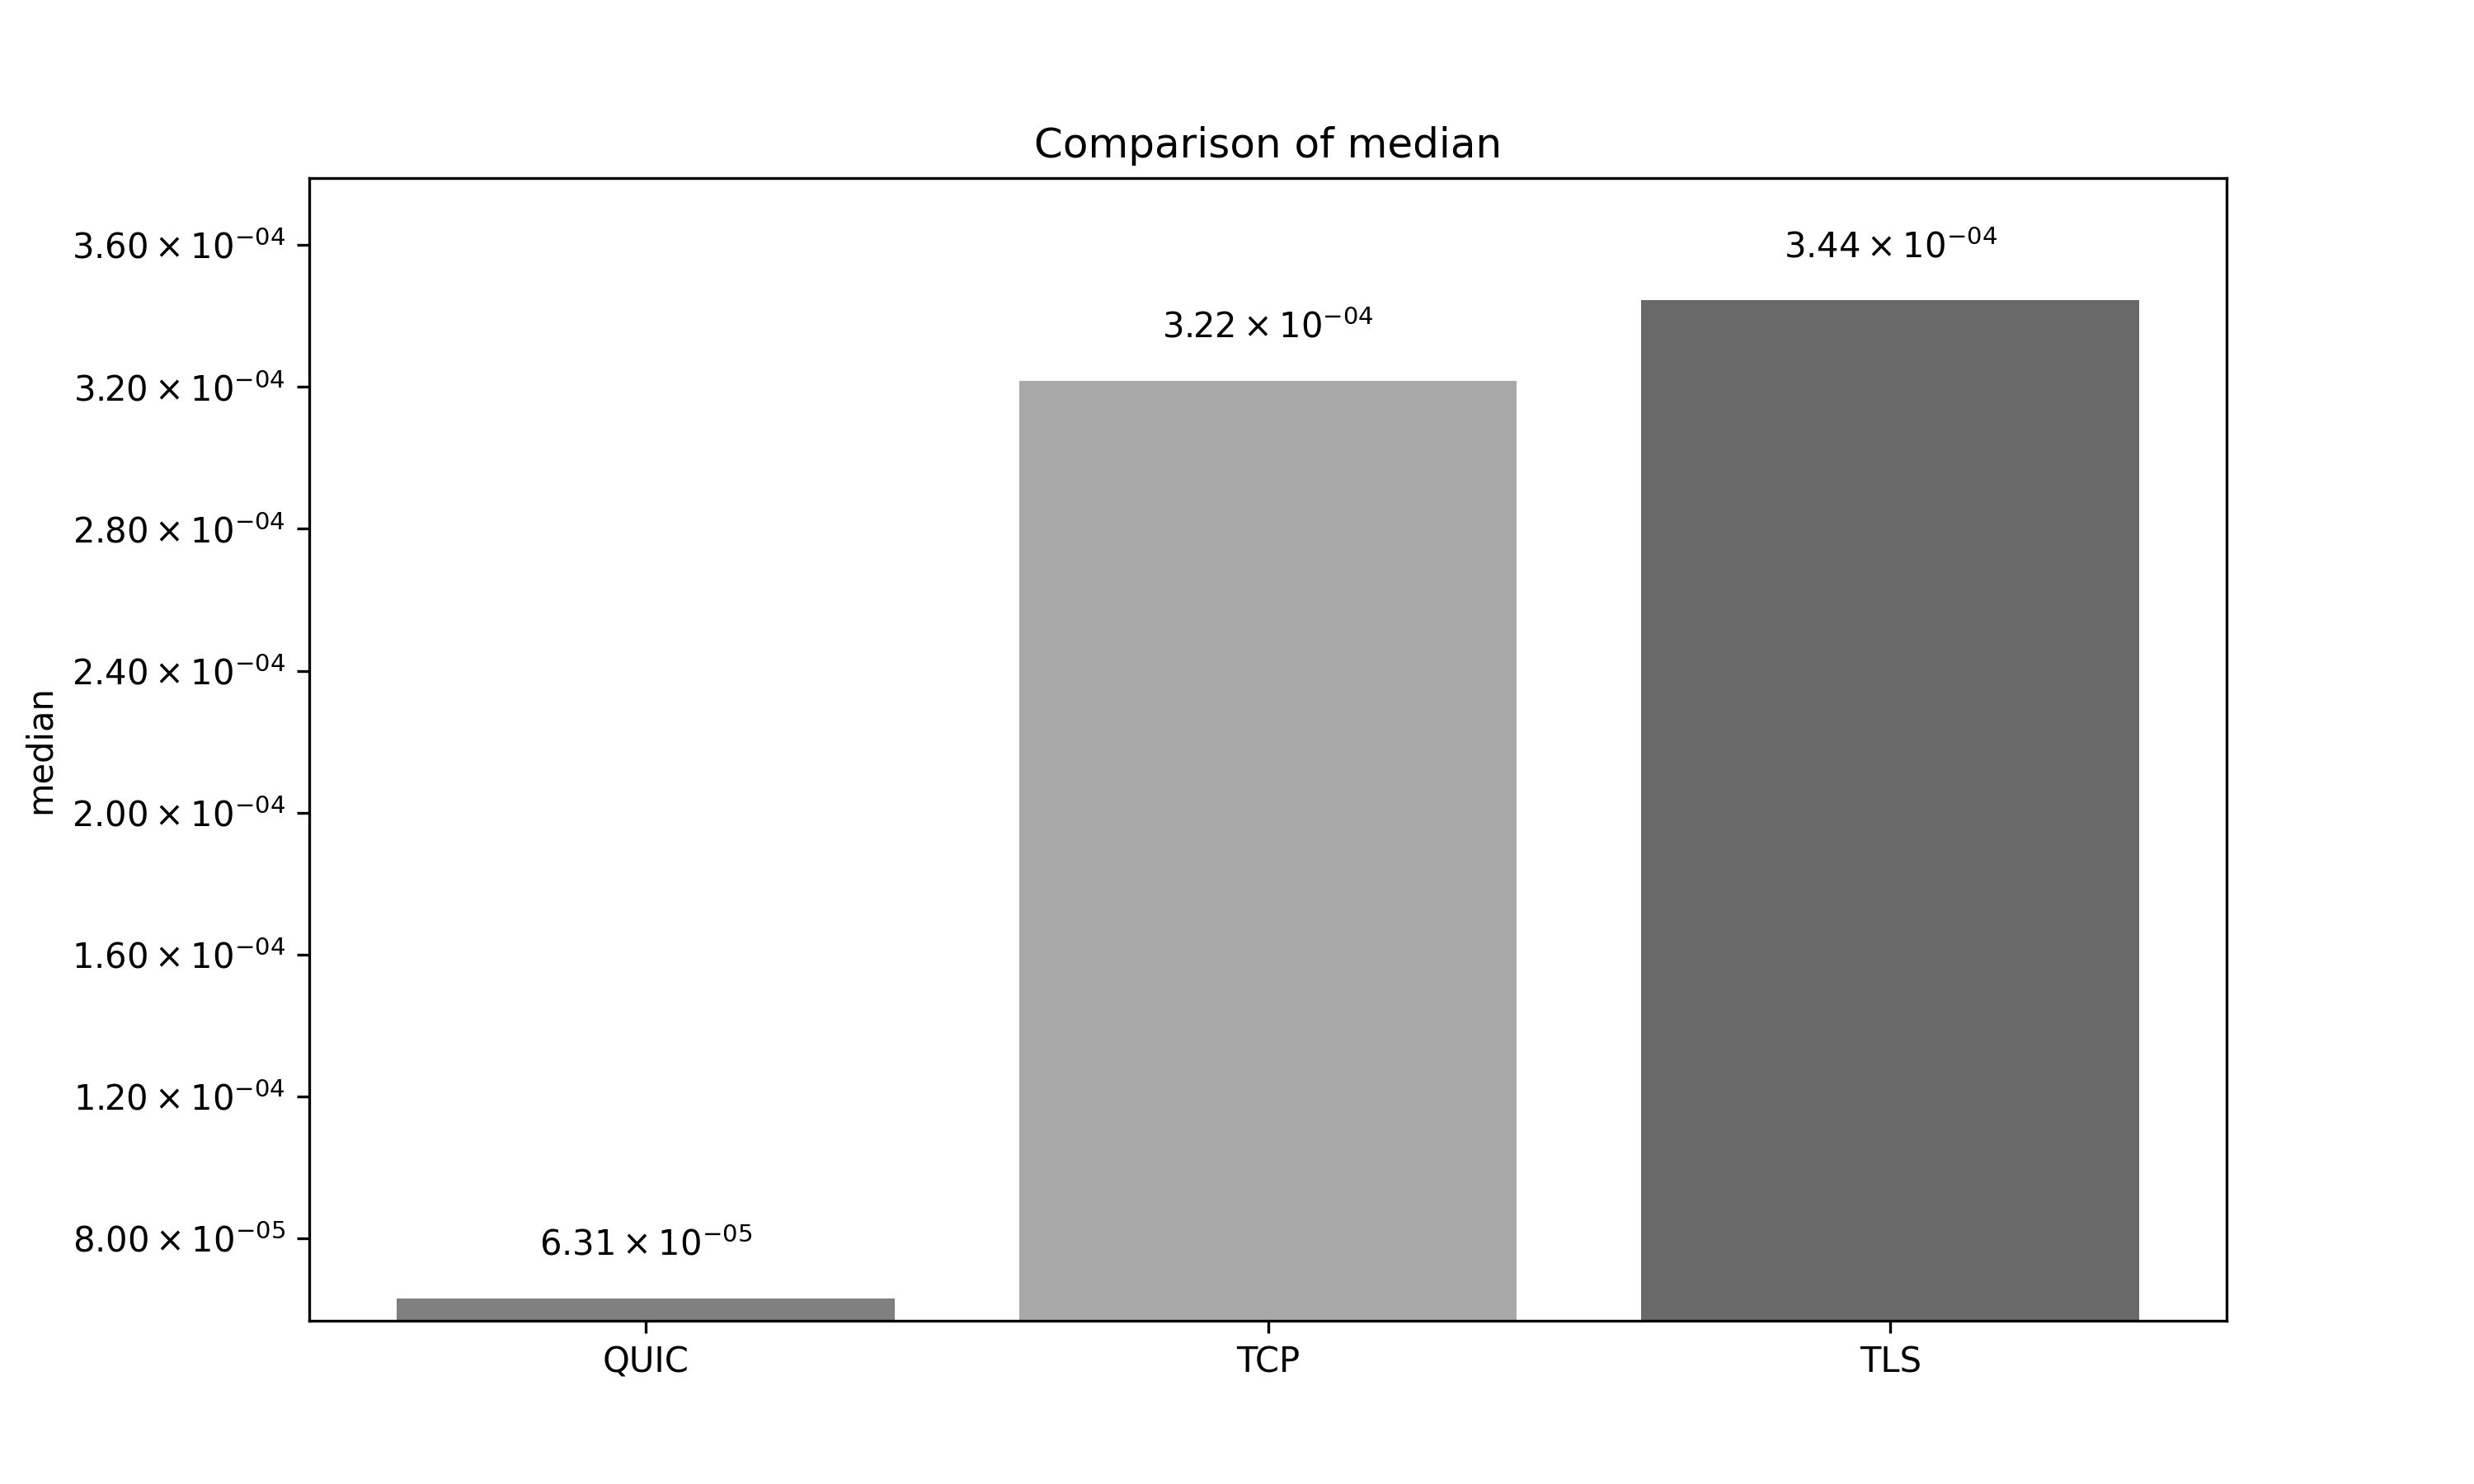 Comparison of median
median
3.60 × 10⁻⁰⁴
3.20 × 10⁻⁰⁴
2.80 × 10⁻⁰⁴
2.40 × 10⁻⁰⁴
2.00 × 10⁻⁰⁴
1.60 × 10⁻⁰⁴
1.20 × 10⁻⁰⁴
8.00 × 10⁻⁰⁵
6.31 × 10⁻⁰⁵
3.22 × 10⁻⁰⁴
3.44 × 10⁻⁰⁴
QUIC
TCP
TLS